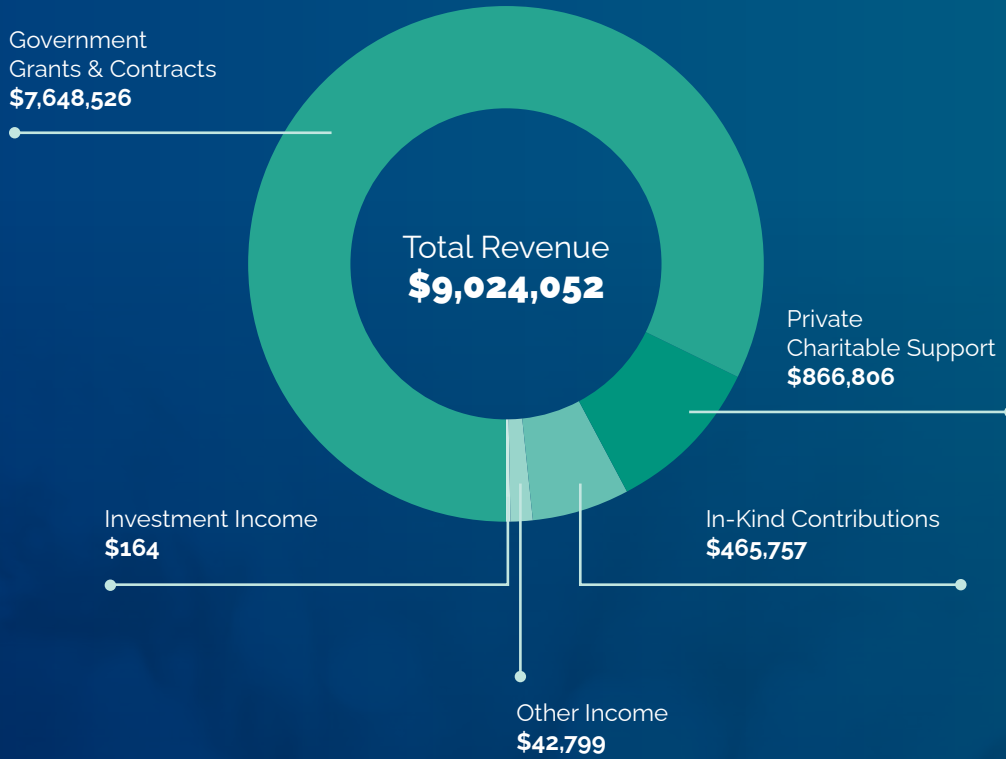 Government
Grants & Contracts
$7,648,526
Total Revenue
$9,024,052
Private
Charitable Support
$866,806
Investment Income
$164
In-Kind Contributions
$465,757
Other Income
$42,799